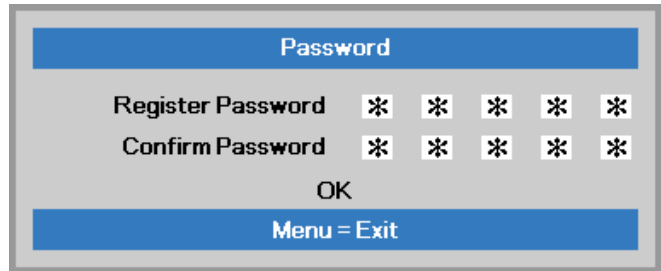 Password
Register Password * * * * *
Confirm Password * * * * *
OK
Menu = Exit